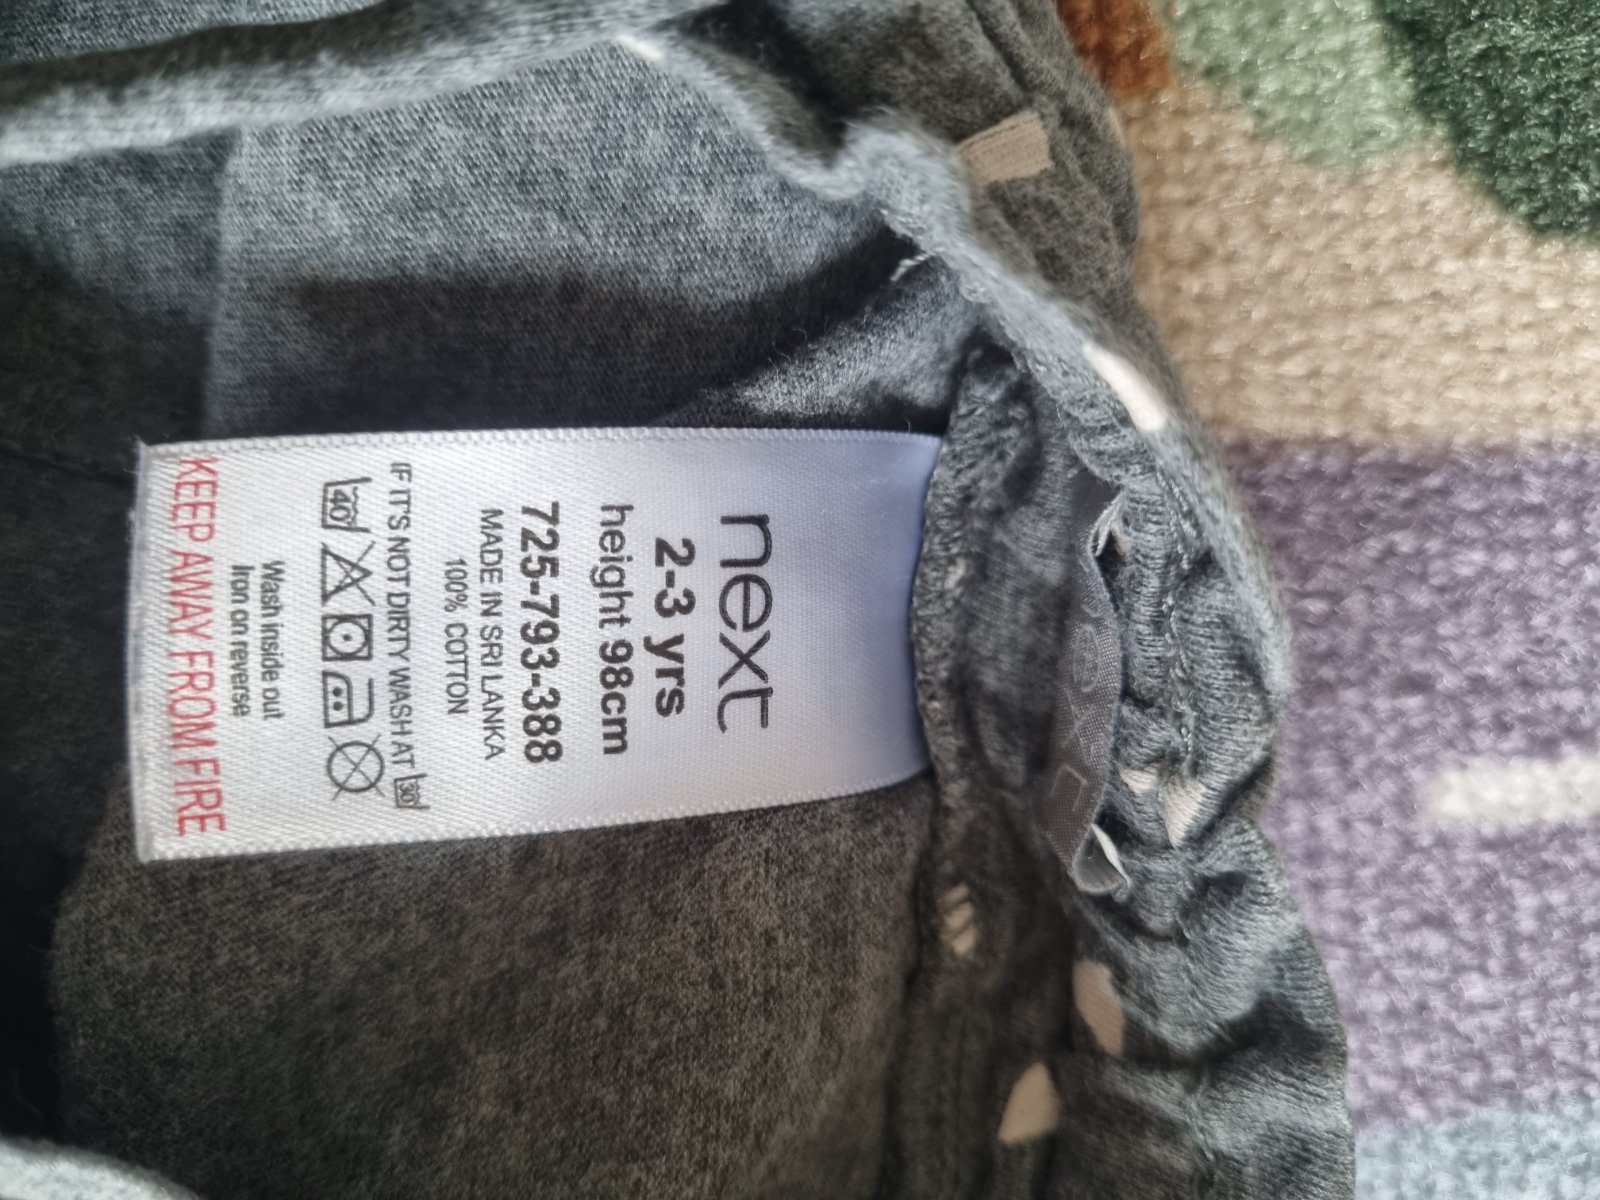 next
2-3 yrs
height 98cm
725-793-388
MADE IN SRI LANKA
100% COTTON
IF IT'S NOT DIRTY WASH AT 30°
40°
Wash inside out
Iron on reverse
KEEP AWAY FROM FIRE